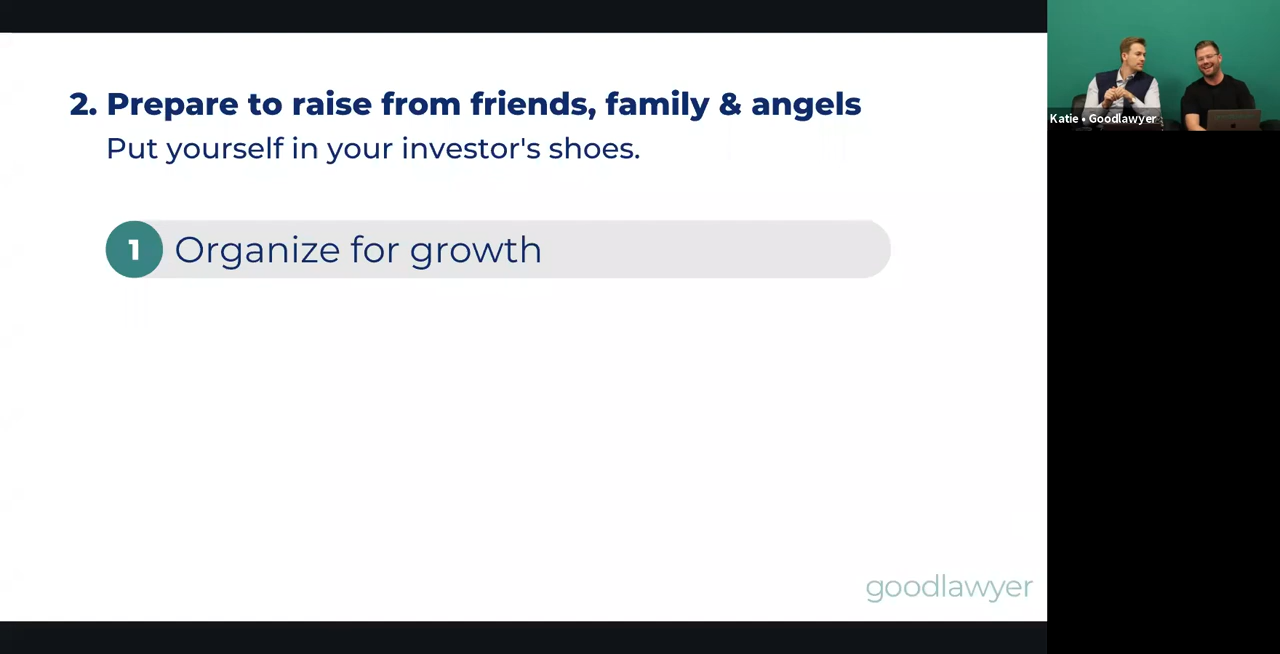 2. Prepare to raise from friends, family & angels
Put yourself in your investor's shoes.
1 Organize for growth
goodlawyer
Katie • Goodlawyer